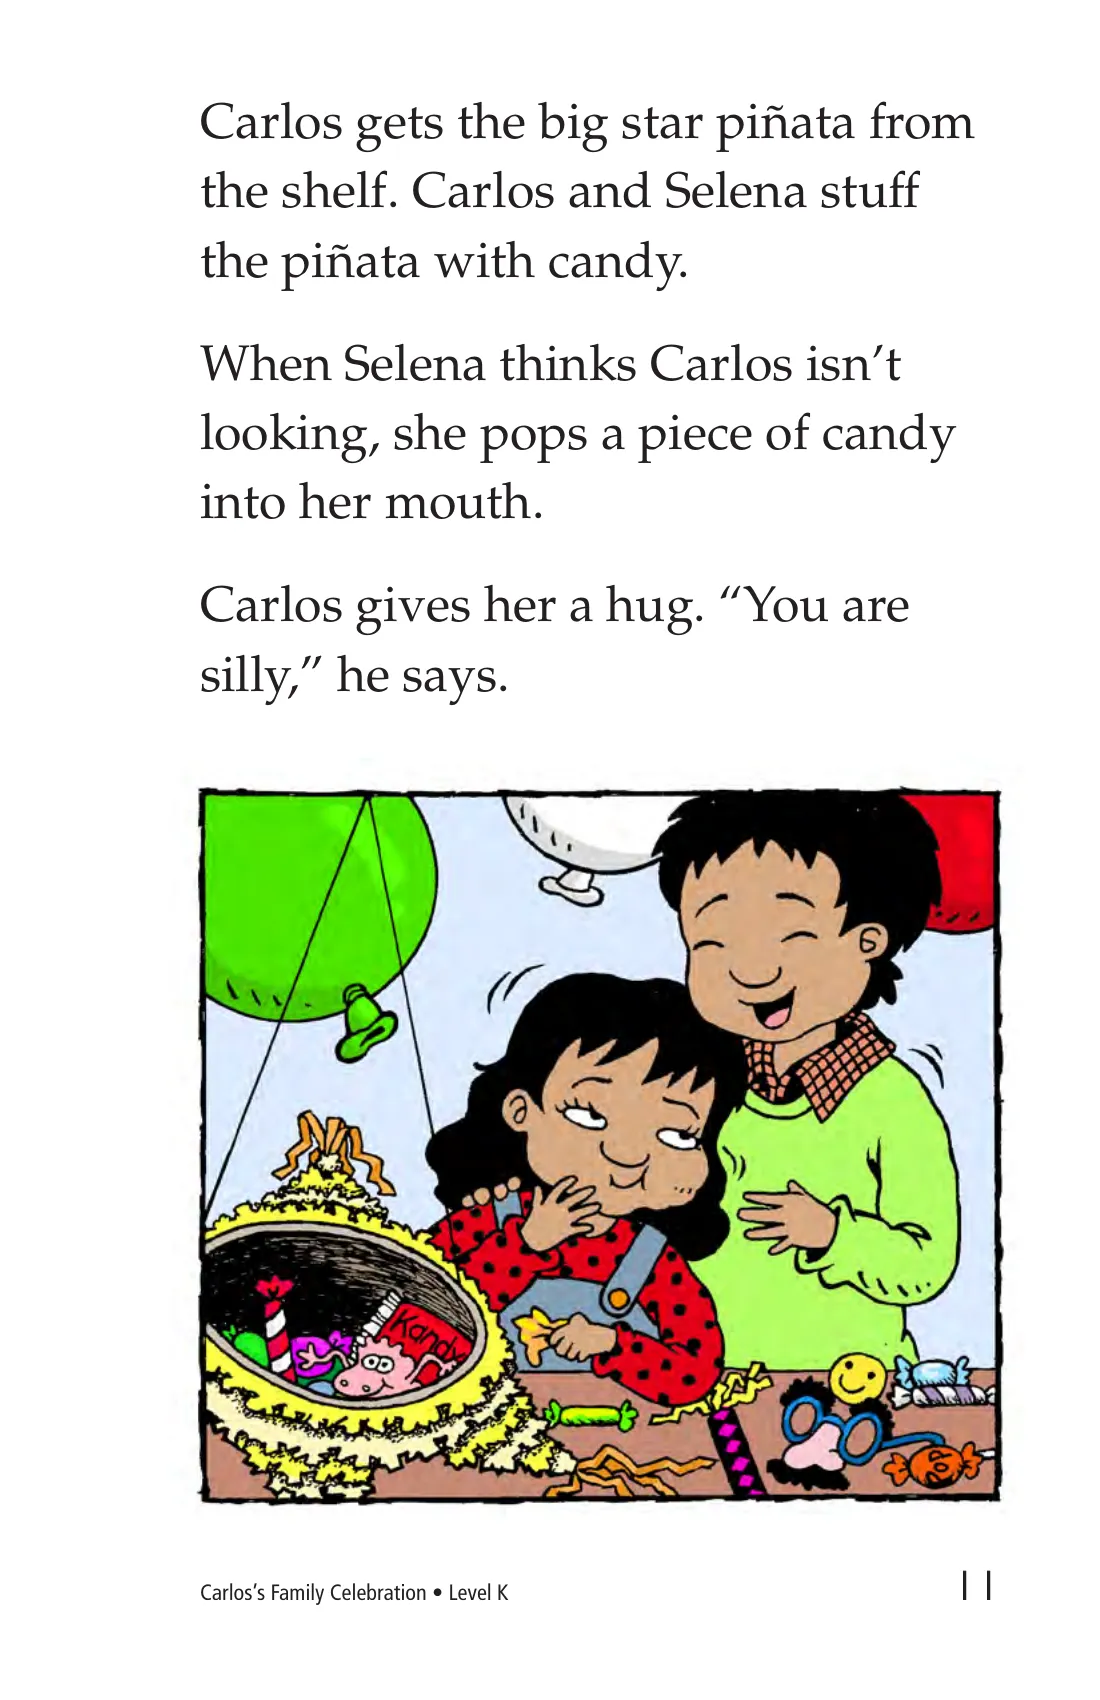 Carlos gets the big star piñata from
the shelf. Carlos and Selena stuff
the piñata with candy.
When Selena thinks Carlos isn’t
looking, she pops a piece of candy
into her mouth.
Carlos gives her a hug. “You are
silly,” he says.
Kandy
Carlos’s Family Celebration • Level K
11